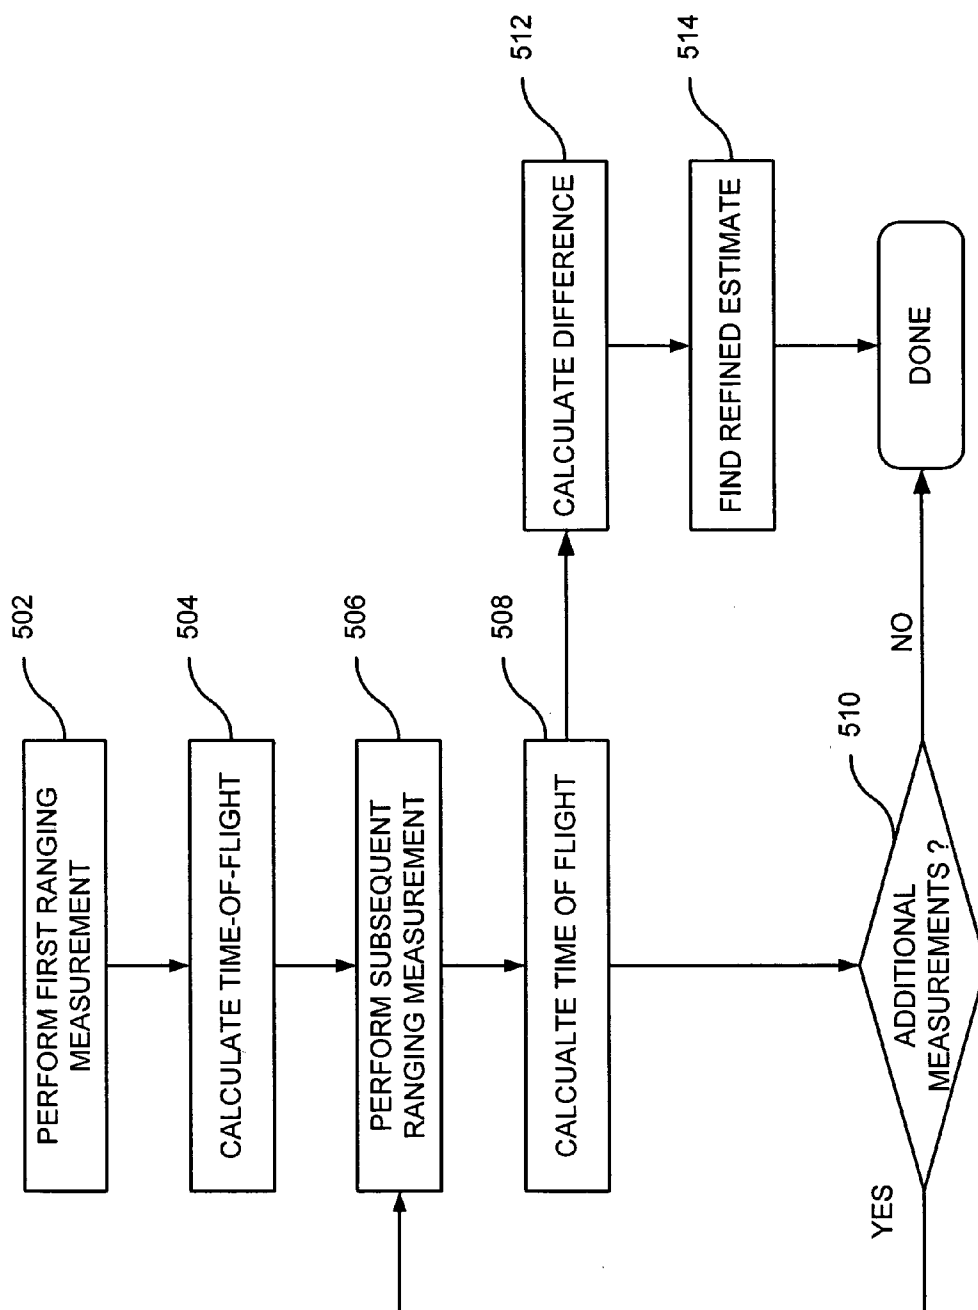 502
PERFORM FIRST RANGING
MEASUREMENT
504
CALCULATE TIME-OF-FLIGHT
506
PERFORM SUBSEQUENT
RANGING MEASUREMENT
508
CALCUALTE TIME OF FLIGHT
512
CALCULATE DIFFERENCE
514
FIND REFINED ESTIMATE
510
ADDITIONAL
MEASUREMENTS ?
YES
NO
DONE